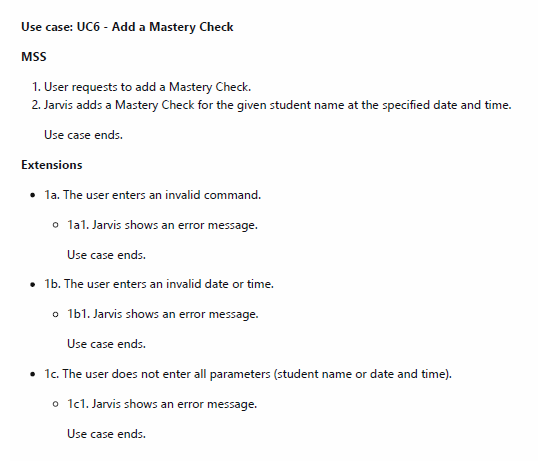 Use case: UC6 - Add a Mastery Check
MSS
1. User requests to add a Mastery Check.
2. Jarvis adds a Mastery Check for the given student name at the specified date and time.
Use case ends.
Extensions
• 1a. The user enters an invalid command.
◦ 1a1. Jarvis shows an error message.
Use case ends.
• 1b. The user enters an invalid date or time.
◦ 1b1. Jarvis shows an error message.
Use case ends.
• 1c. The user does not enter all parameters (student name or date and time).
◦ 1c1. Jarvis shows an error message.
Use case ends.